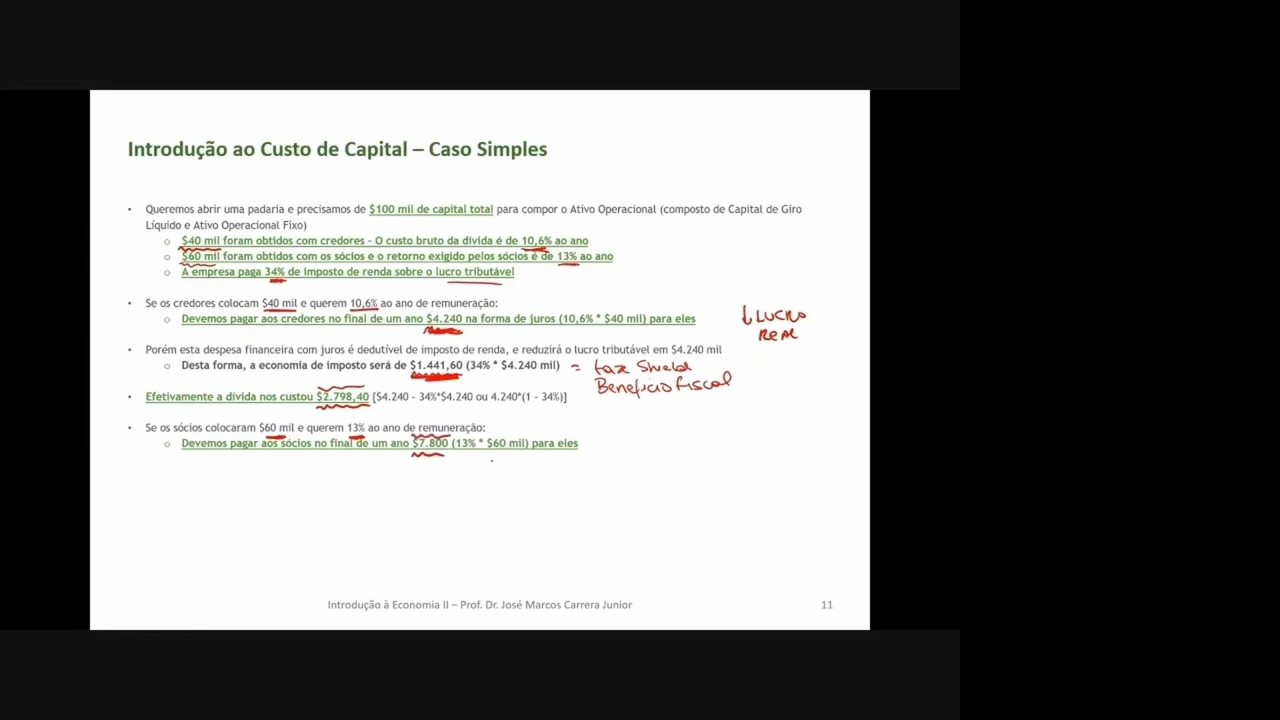 Introdução ao Custo de Capital – Caso Simples
• Queremos abrir uma padaria e precisamos de $100 mil de capital total para compor o Ativo Operacional (composto de Capital de Giro
Líquido e Ativo Operacional Fixo)
o $40 mil foram obtidos com credores - O custo bruto da dívida é de 10,6% ao ano
o $60 mil foram obtidos com os sócios e o retorno exigido pelos sócios é de 13% ao ano
o A empresa paga 34% de imposto de renda sobre o lucro tributável
• Se os credores colocam $40 mil e querem 10,6% ao ano de remuneração:
o Devemos pagar aos credores no final de um ano $4.240 na forma de juros (10,6% * $40 mil) para eles
↓ LUCRO
REAL
• Porém esta despesa financeira com juros é dedutível de imposto de renda, e reduzirá o lucro tributável em $4.240 mil
o Desta forma, a economia de imposto será de $1.441,60 (34% * $4.240 mil) = tax Shield
Benefício Fiscal
• Efetivamente a dívida nos custou $2.798,40 [$4.240 - 34%*$4.240 ou 4.240*(1 - 34%)]
• Se os sócios colocaram $60 mil e querem 13% ao ano de remuneração:
o Devemos pagar aos sócios no final de um ano $7.800 (13% * $60 mil) para eles
Introdução à Economia II – Prof. Dr. José Marcos Carrera Junior
11